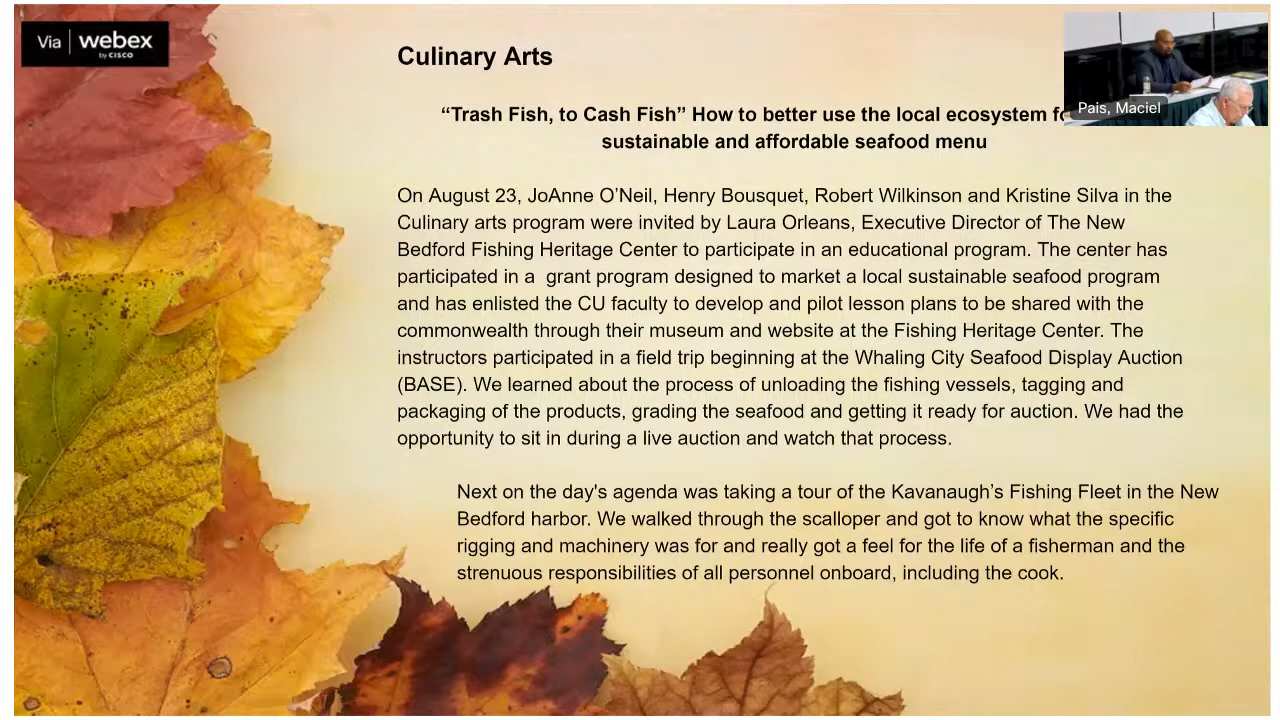 Via webex
by CISCO
Culinary Arts
Pais, Maciel
“Trash Fish, to Cash Fish” How to better use the local ecosystem
sustainable and affordable seafood menu
On August 23, JoAnne O’Neil, Henry Bousquet, Robert Wilkinson and Kristine Silva in the
Culinary arts program were invited by Laura Orleans, Executive Director of The New
Bedford Fishing Heritage Center to participate in an educational program. The center has
participated in a grant program designed to market a local sustainable seafood program
and has enlisted the CU faculty to develop and pilot lesson plans to be shared with the
commonwealth through their museum and website at the Fishing Heritage Center. The
instructors participated in a field trip beginning at the Whaling City Seafood Display Auction
(BASE). We learned about the process of unloading the fishing vessels, tagging and
packaging of the products, grading the seafood and getting it ready for auction. We had the
opportunity to sit in during a live auction and watch that process.
Next on the day's agenda was taking a tour of the Kavanaugh’s Fishing Fleet in the New
Bedford harbor. We walked through the scalloper and got to know what the specific
rigging and machinery was for and really got a feel for the life of a fisherman and the
strenuous responsibilities of all personnel onboard, including the cook.